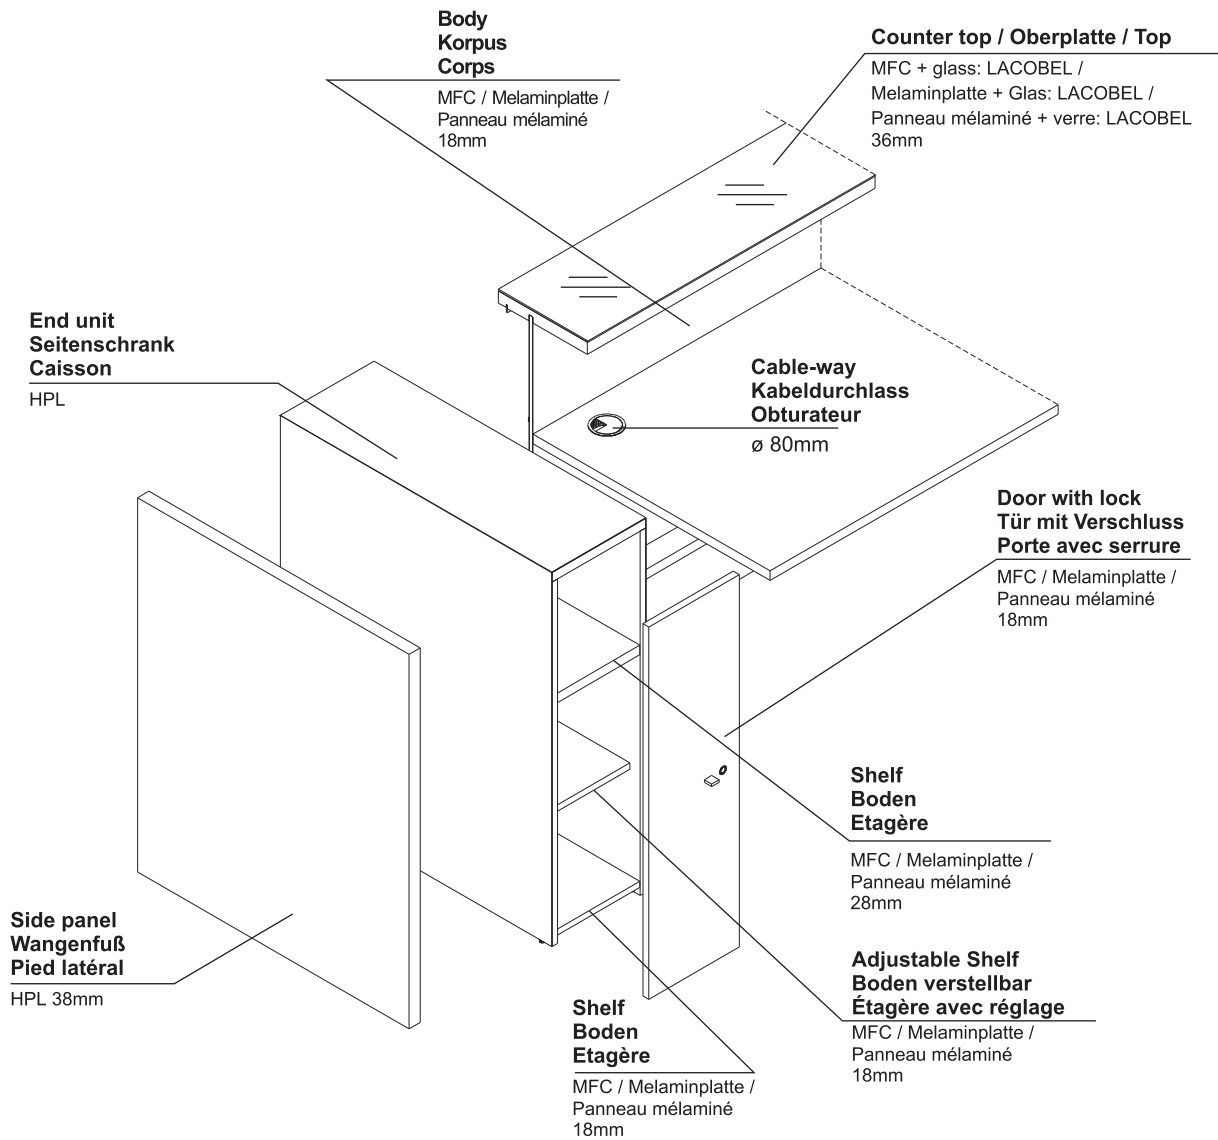 Body
Korpus
Corps
MFC / Melaminplatte /
Panneau mélaminé
18mm
Counter top / Oberplatte / Top
MFC + glass: LACOBEL /
Melaminplatte + Glas: LACOBEL /
Panneau mélaminé + verre: LACOBEL
36mm
End unit
Seitenschrank
Caisson
HPL
Cable-way
Kabeldurchlass
Obturateur
ø 80mm
Door with lock
Tür mit Verschluss
Porte avec serrure
MFC / Melaminplatte /
Panneau mélaminé
18mm
Shelf
Boden
Etagère
MFC / Melaminplatte /
Panneau mélaminé
28mm
Side panel
Wangenfuß
Pied latéral
HPL 38mm
Adjustable Shelf
Boden verstellbar
Étagère avec réglage
MFC / Melaminplatte /
Panneau mélaminé
18mm
Shelf
Boden
Etagère
MFC / Melaminplatte /
Panneau mélaminé
18mm